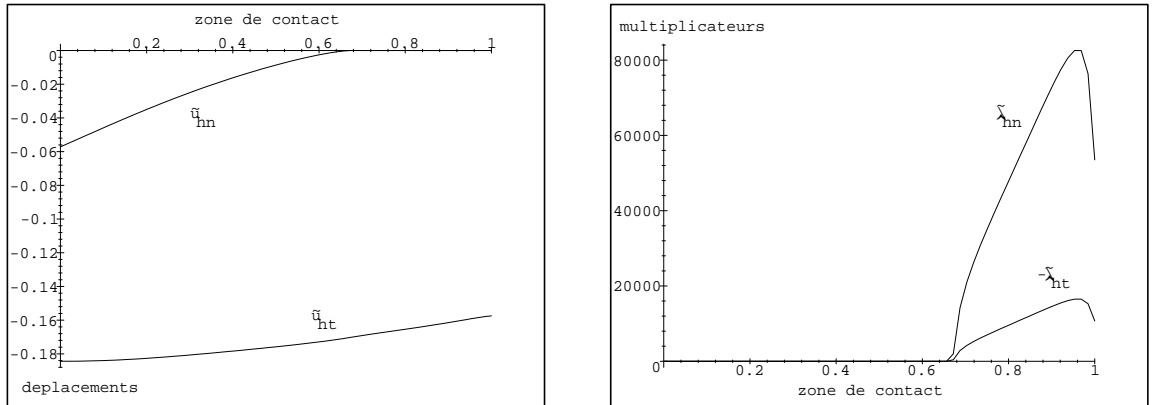 zone de contact
0.2 0.4 0.6 0.8 1
0
-0.02
-0.04
-0.06
-0.08
-0.1
-0.12
-0.14
-0.16
-0.18
ũhn
ũht
deplacements
multiplicateurs
80000
60000
40000
20000
0
λ̃hn
-λ̃ht
0.2 0.4 0.6 0.8 1
zone de contact